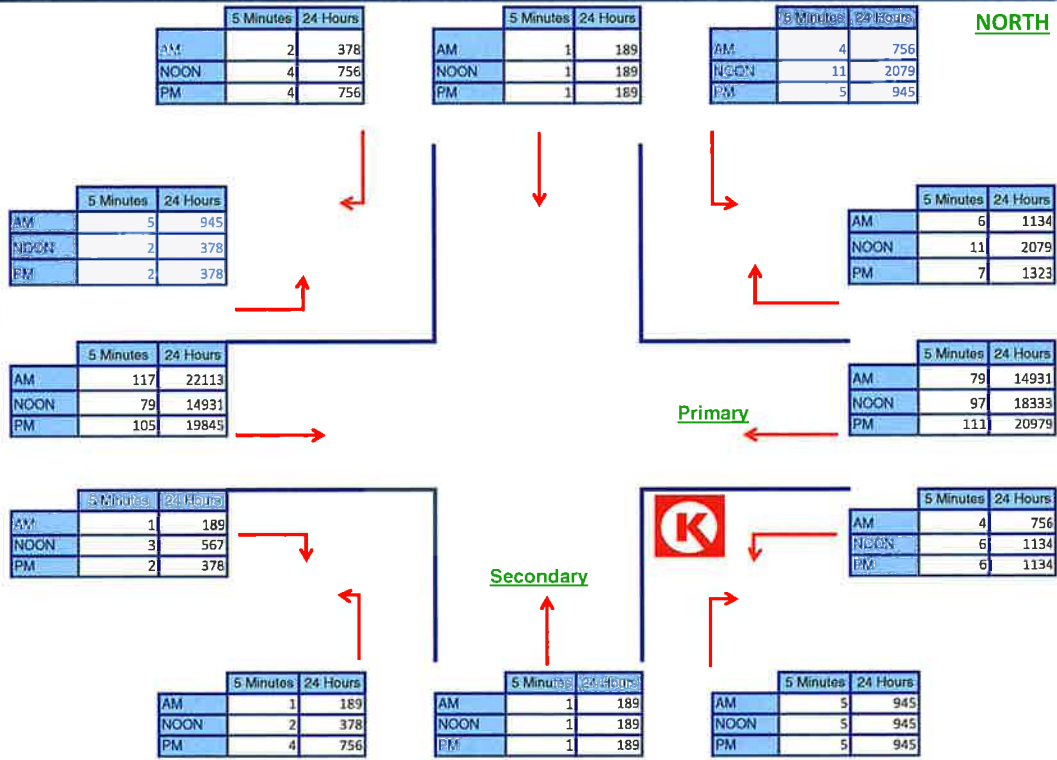 NORTH
5 Minutes 24 Hours
AM 2 378
NOON 4 756
PM 4 756
5 Minutes 24 Hours
AM 1 189
NOON 1 189
PM 1 189
5 Minutes 24 Hours
AM 4 756
NOON 11 2079
PM 5 945
5 Minutes 24 Hours
AM 5 945
NOON 2 378
PM 2 378
5 Minutes 24 Hours
AM 6 1134
NOON 11 2079
PM 7 1323
5 Minutes 24 Hours
AM 117 22113
NOON 79 14931
PM 105 19845
Primary
5 Minutes 24 Hours
AM 79 14931
NOON 97 18333
PM 111 20979
5 Minutes 24 Hours
AM 1 189
NOON 3 567
PM 2 378
K
5 Minutes 24 Hours
AM 4 756
NOON 6 1134
PM 6 1134
Secondary
5 Minutes 24 Hours
AM 1 189
NOON 2 378
PM 4 756
5 Minutes 24 Hours
AM 1 189
NOON 1 189
PM 1 189
5 Minutes 24 Hours
AM 5 945
NOON 5 945
PM 5 945